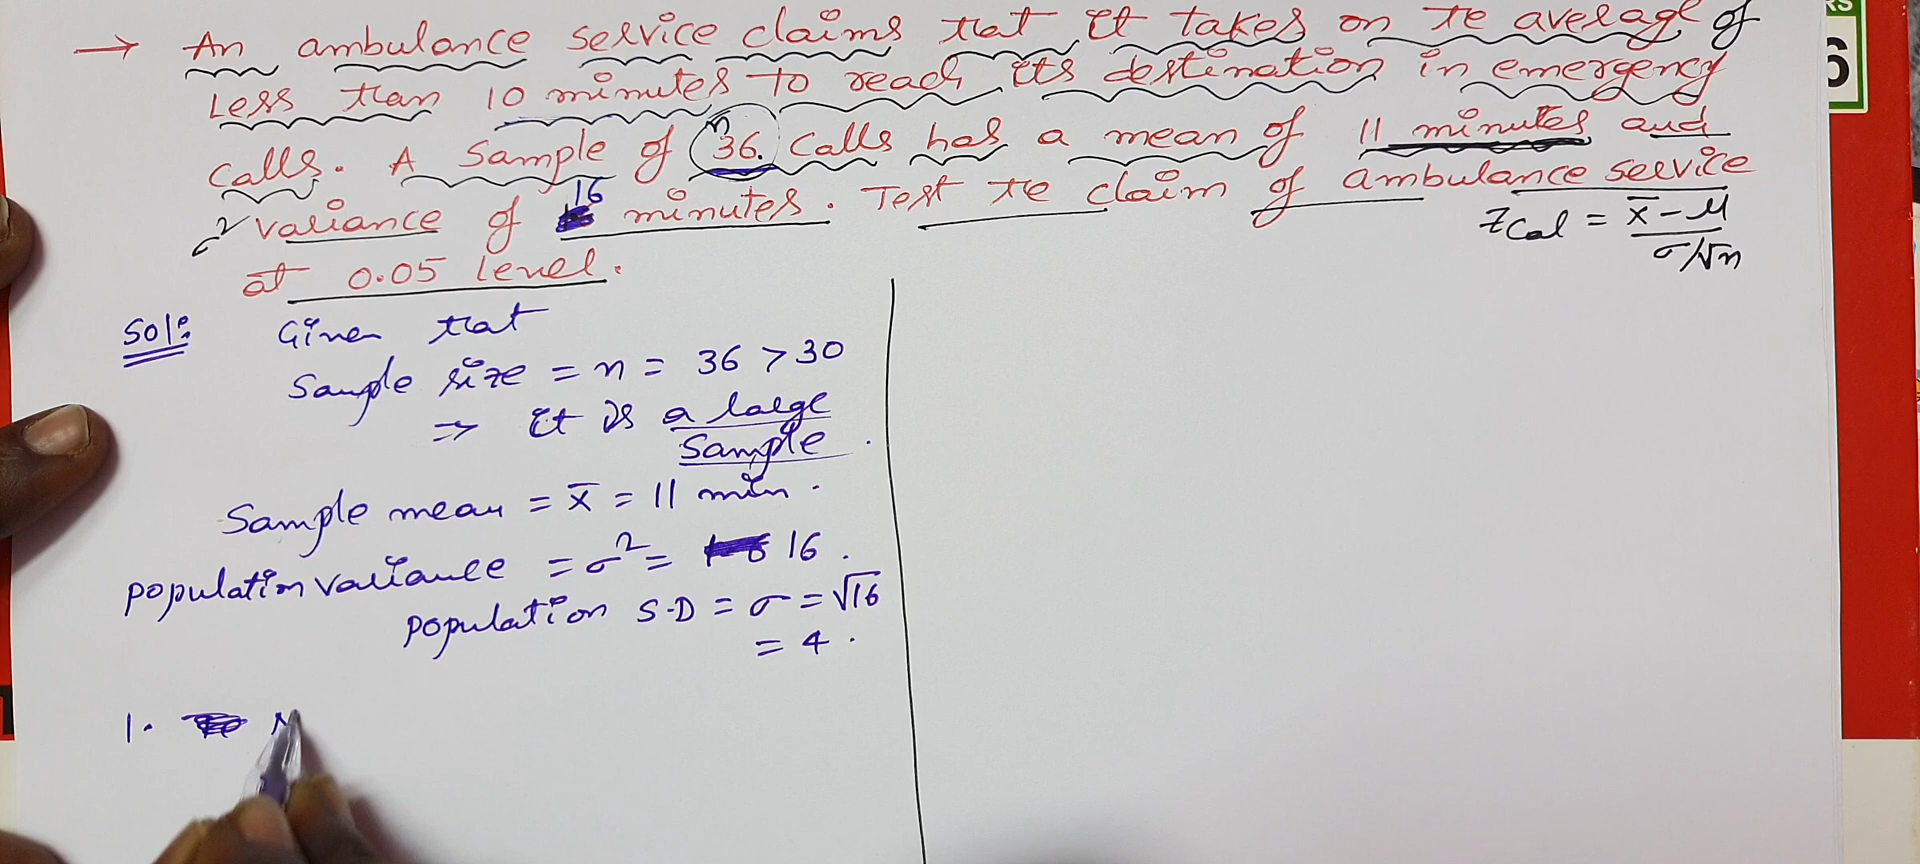 → An ambulance service claims that it takes on the average of
less than 10 minutes to reach its destination in emergency
calls. A sample of 36. calls has a mean of 11 minutes and
n
σ² variance of 16 minutes. Test the claim of ambulance service
at 0.05 level.
Zcal = x̄ - μ / σ/√n
Sol: Given that
Sample size = n = 36 > 30
⇒ It is a large
sample.
Sample mean = x̄ = 11 min.
population variance = σ² = 16.
population S.D = σ = √16
= 4.
1. N
RS
6